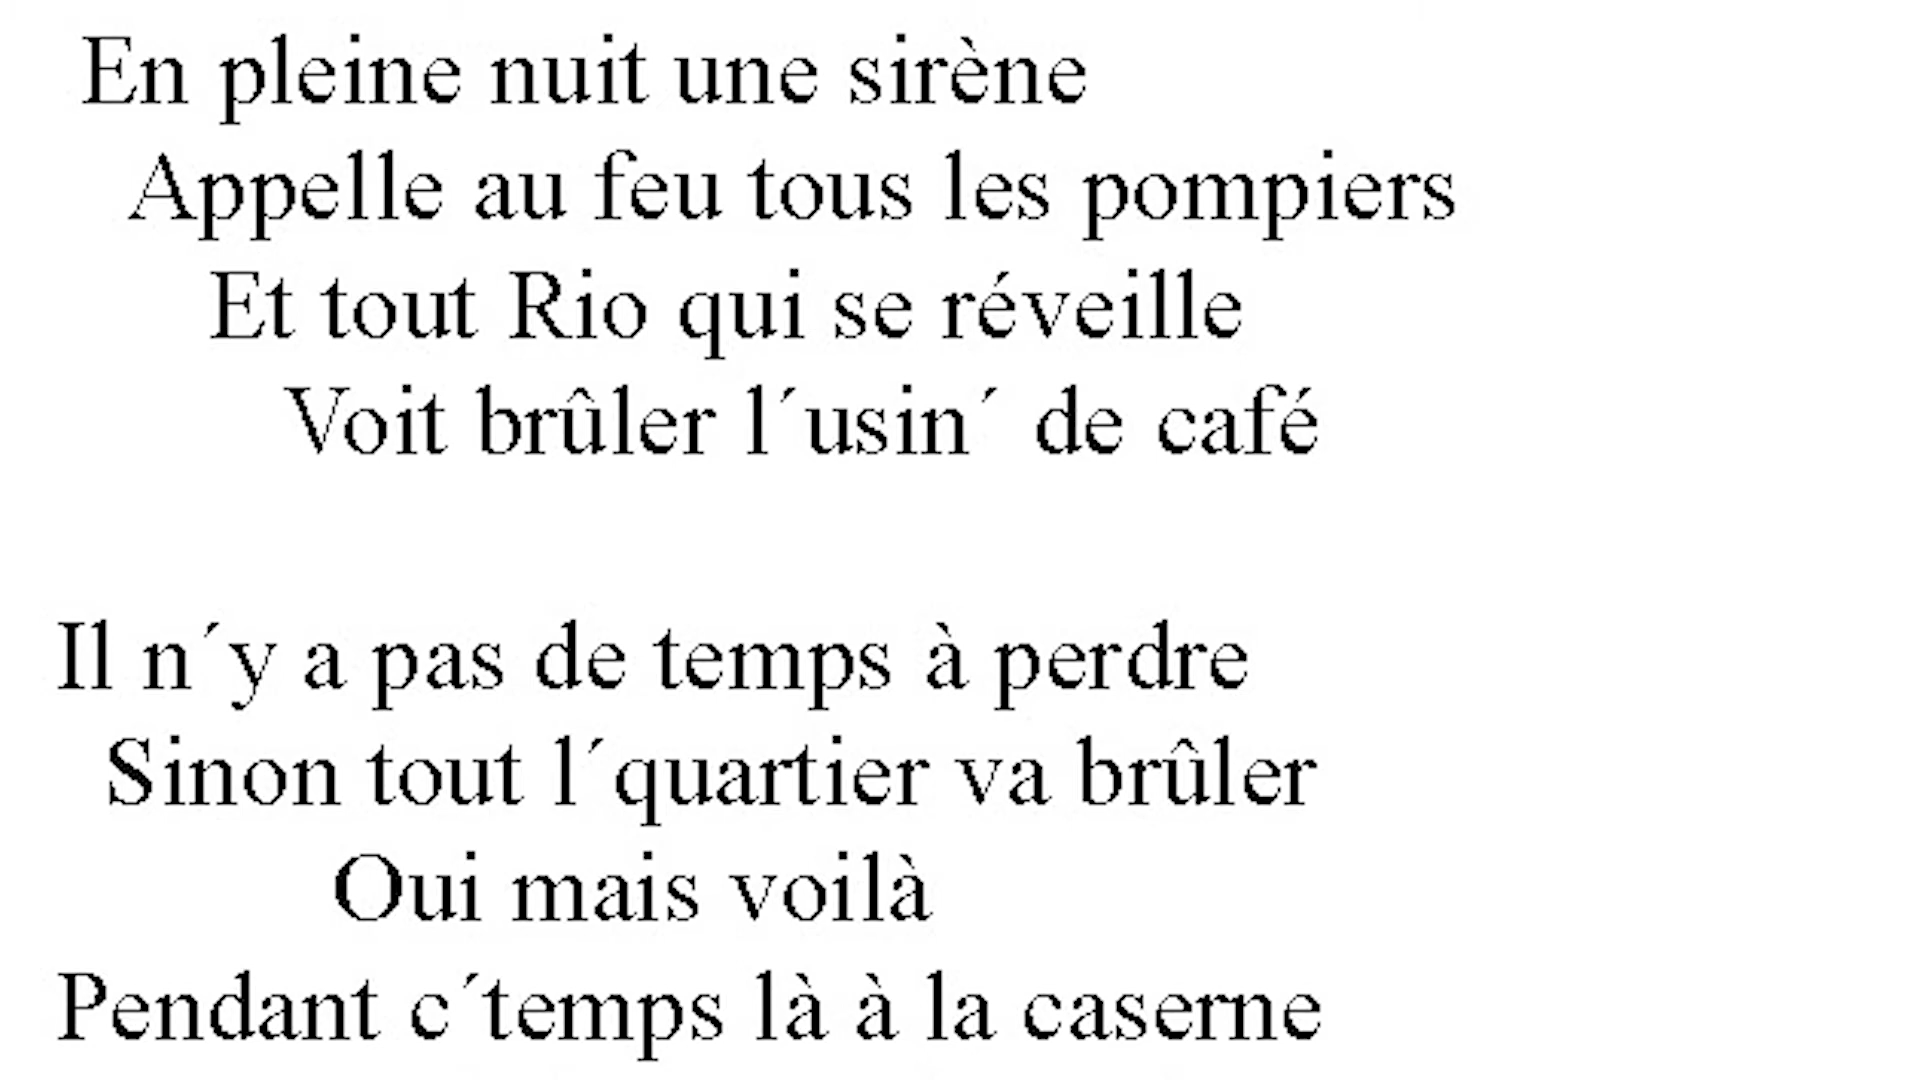 En pleine nuit une sirène
Appelle au feu tous les pompiers
Et tout Rio qui se réveille
Voit brûler l´usin´ de café
Il n´y a pas de temps à perdre
Sinon tout l´quartier va brûler
Oui mais voilà
Pendant c´temps là à la caserne